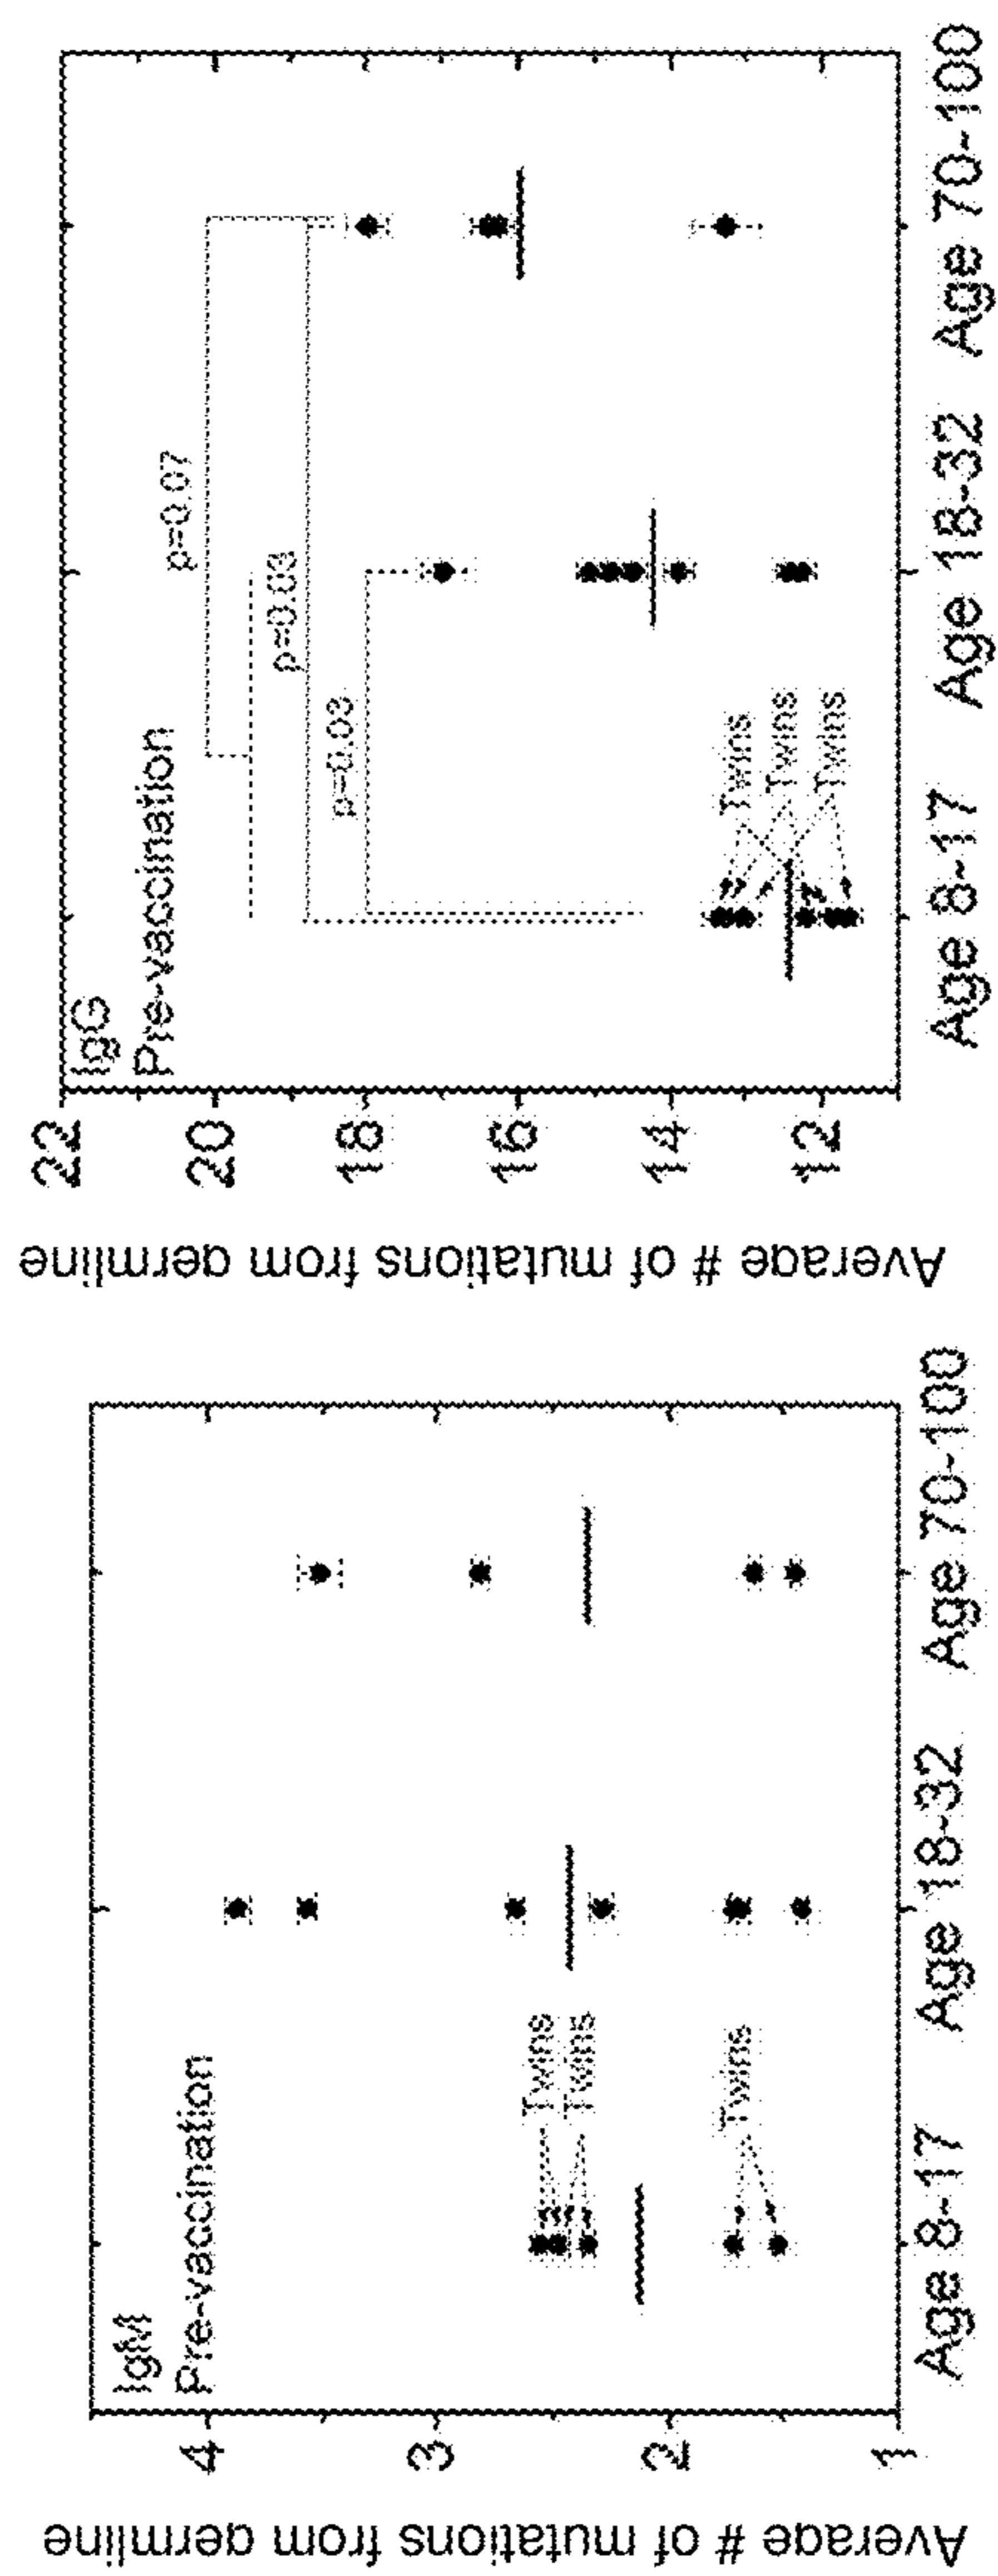 Average # of mutations from germline
4
3
2
1
IgM
Pre-vaccination
Twins
Twins
Twins
Age 8-17
Age 18-32
Age 70-100
Average # of mutations from germline
22
20
18
16
14
12
IgG
Pre-vaccination
p=0.07
p=0.03
p=0.03
Twins
Twins
Twins
Age 8-17
Age 18-32
Age 70-100